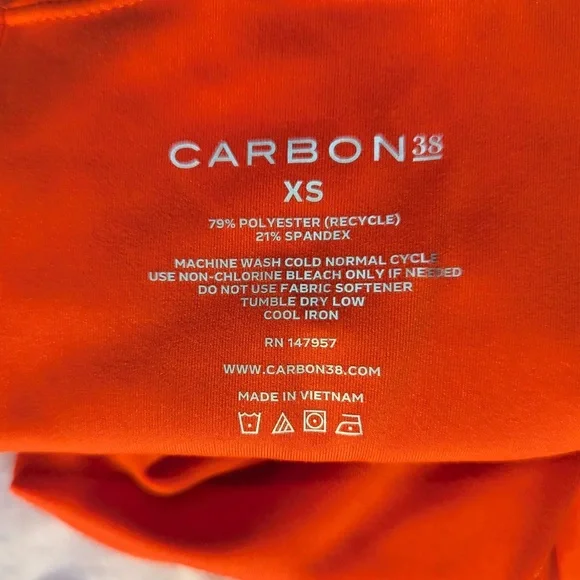 CARBON38
XS
79% POLYESTER (RECYCLE)
21% SPANDEX
MACHINE WASH COLD NORMAL CYCLE
USE NON-CHLORINE BLEACH ONLY IF NEEDED
DO NOT USE FABRIC SOFTENER
TUMBLE DRY LOW
COOL IRON
RN 147957
WWW.CARBON38.COM
MADE IN VIETNAM